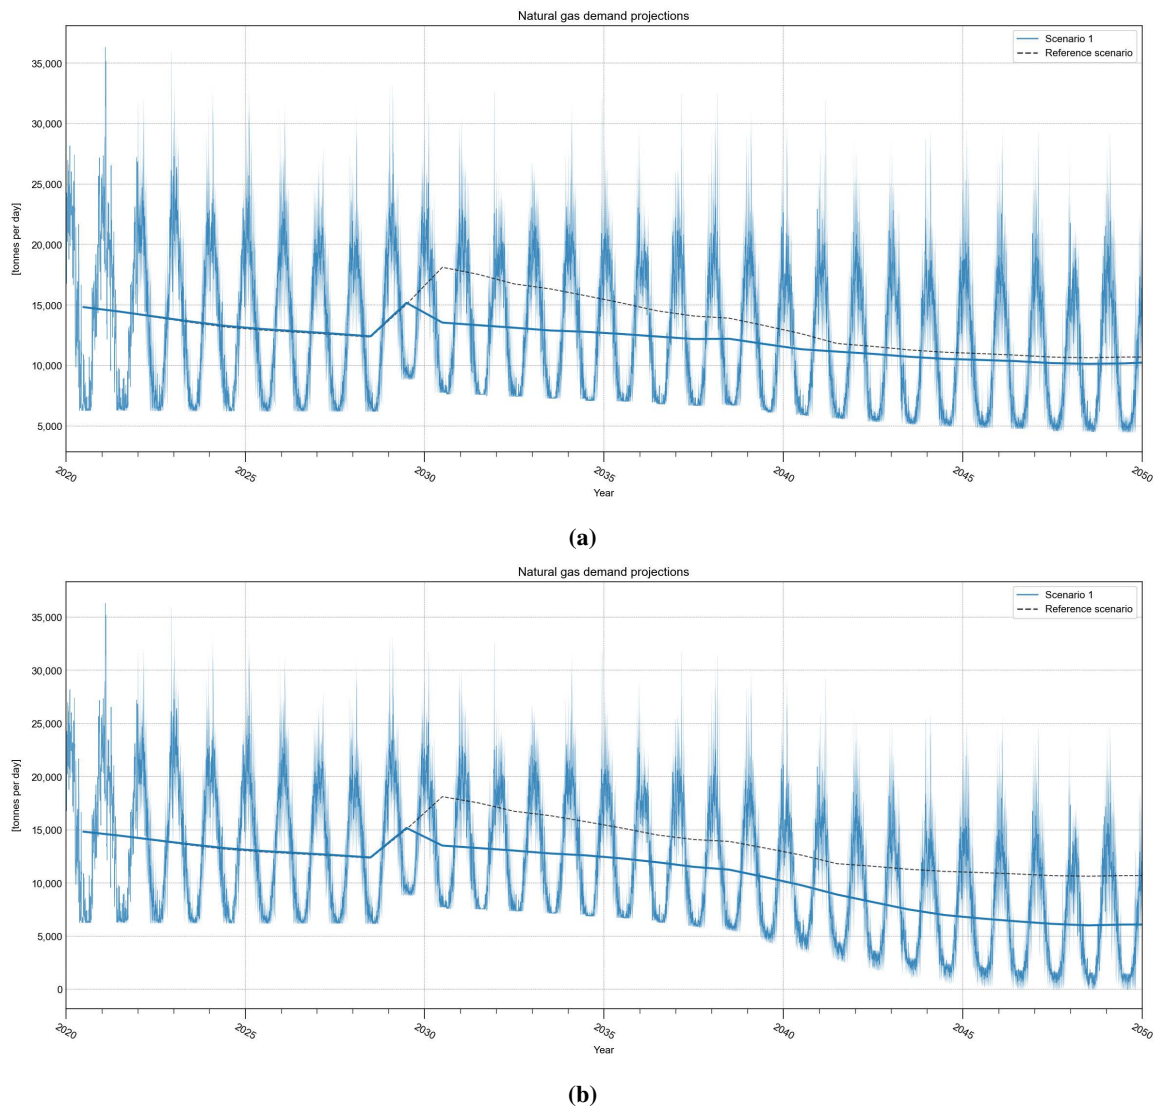 Natural gas demand projections
Scenario 1
Reference scenario
[tonnes per day]
35,000
30,000
25,000
20,000
15,000
10,000
5,000
2020
2025
2030
2035
2040
2045
2050
Year
(a)
Natural gas demand projections
Scenario 1
Reference scenario
[tonnes per day]
35,000
30,000
25,000
20,000
15,000
10,000
5,000
0
2020
2025
2030
2035
2040
2045
2050
Year
(b)